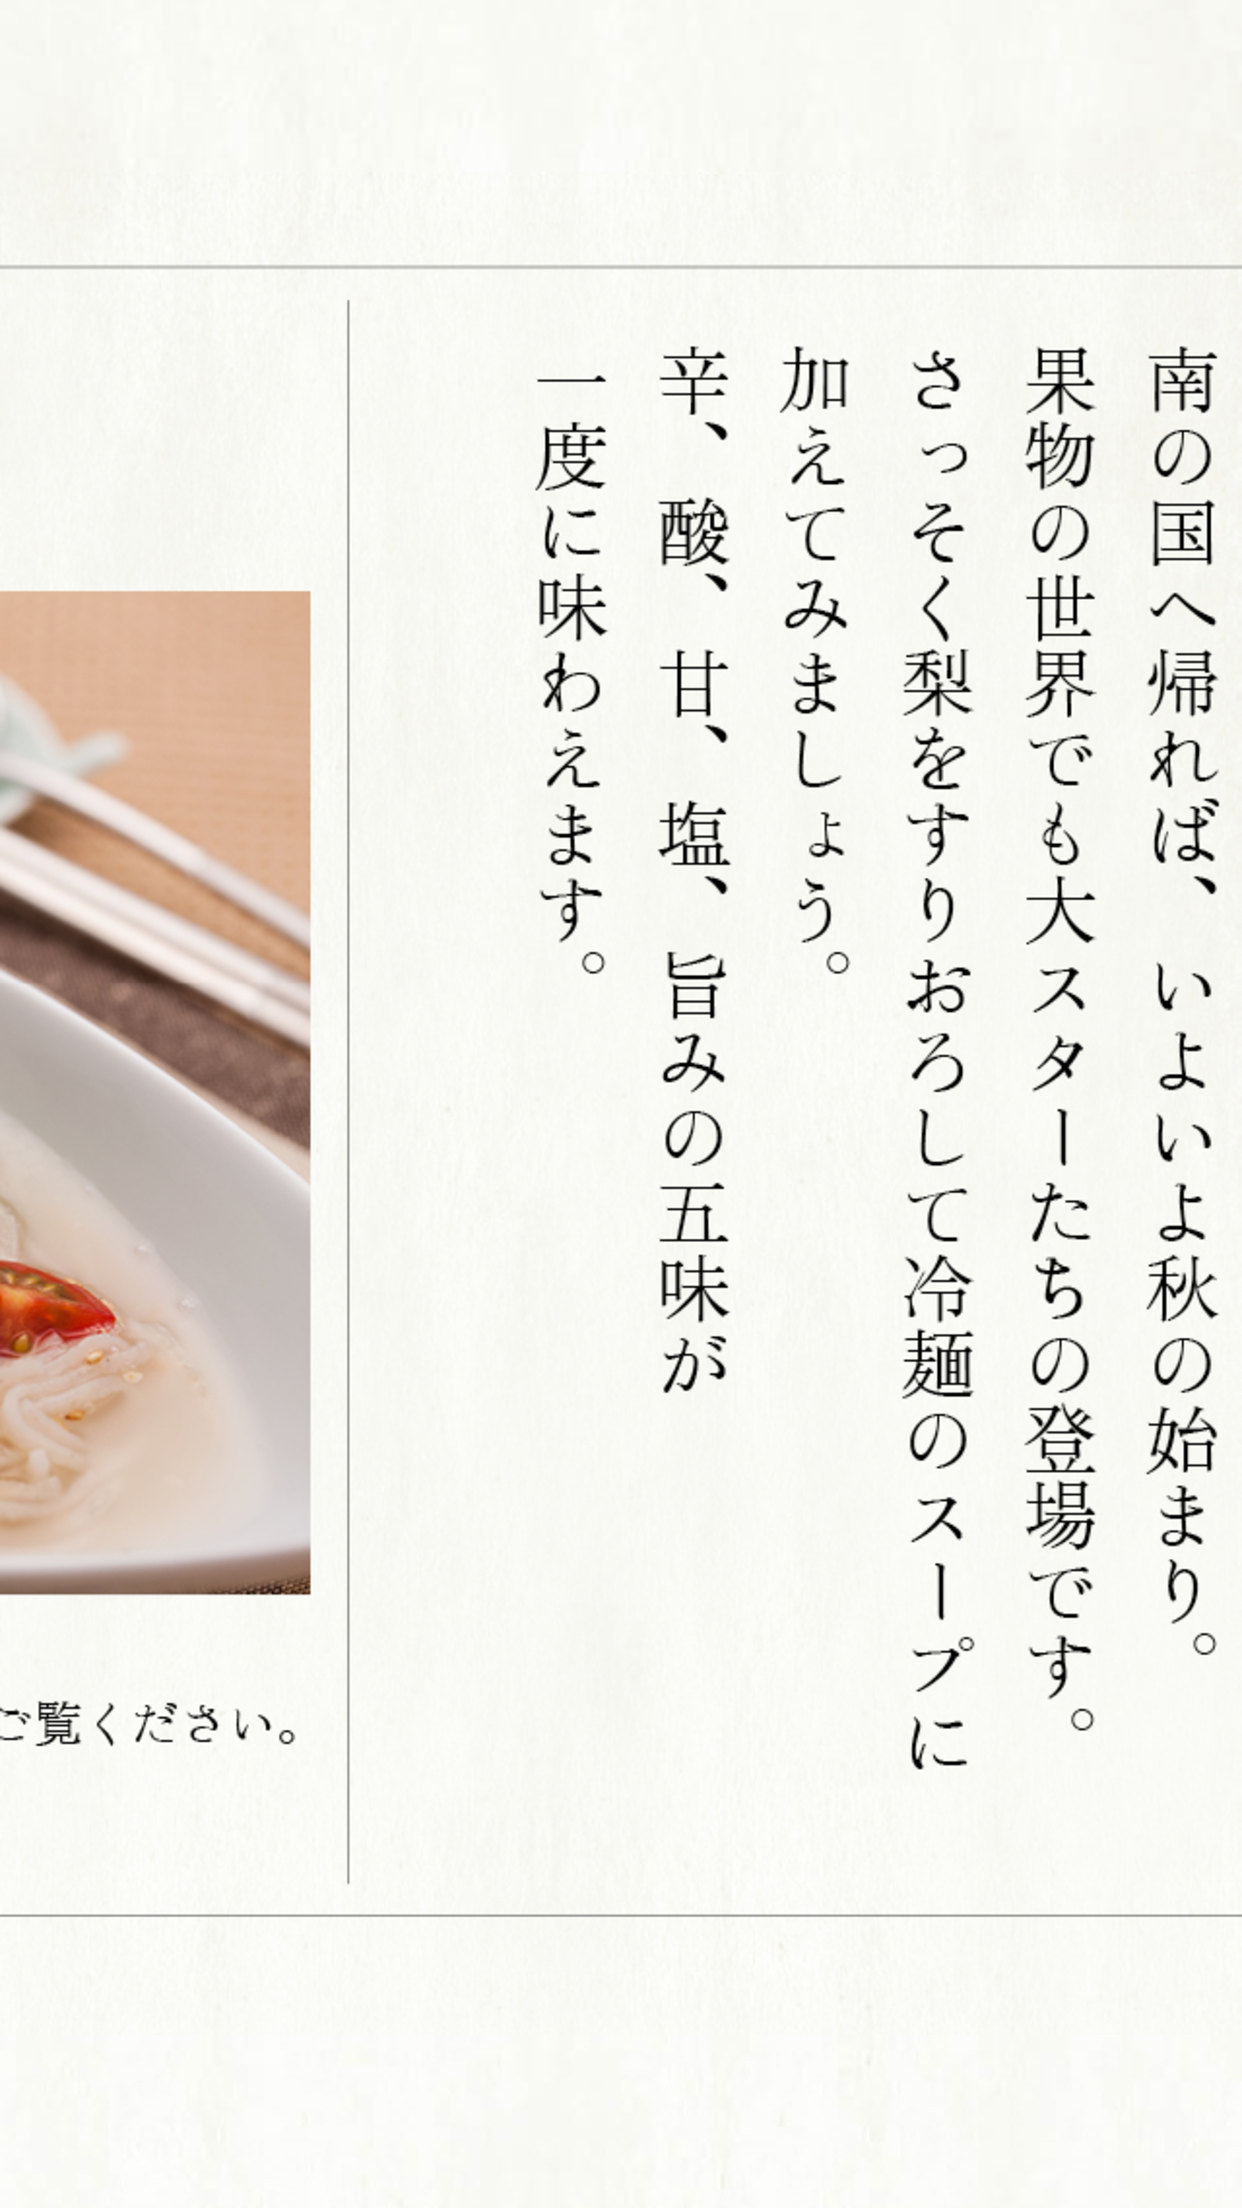 南の国へ帰れば、いよいよ秋の始まり。
果物の世界でも大スターたちの登場です。
さっそく梨をすりおろして冷麺のスープに
加えてみましょう。
辛、酸、甘、塩、旨みの五味が
一度に味わえます。
ご覧ください。